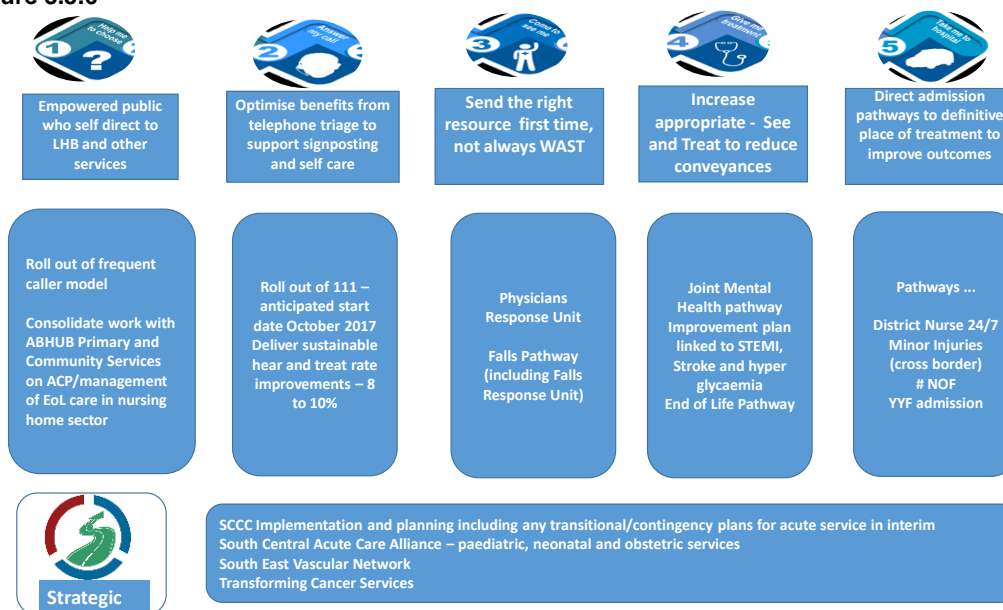 1
Help me
to choose
?
2
Answer
my call
3
Come to
see me
4
Give me
treatment
5
Take me to
hospital
Empowered public
who self direct to
LHB and other
services
Optimise benefits from
telephone triage to
support signposting
and self care
Send the right
resource first time,
not always WAST
Increase
appropriate - See
and Treat to reduce
conveyances
Direct admission
pathways to definitive
place of treatment to
improve outcomes
Roll out of frequent
caller model
Consolidate work with
ABHUB Primary and
Community Services
on ACP/management
of EoL care in nursing
home sector
Roll out of 111 –
anticipated start
date October 2017
Deliver sustainable
hear and treat rate
improvements – 8
to 10%
Physicians
Response Unit
Falls Pathway
(including Falls
Response Unit)
Joint Mental
Health pathway
Improvement plan
linked to STEMI,
Stroke and hyper
glycaemia
End of Life Pathway
Pathways ...
District Nurse 24/7
Minor Injuries
(cross border)
# NOF
YYF admission
Strategic
SCCC Implementation and planning including any transitional/contingency plans for acute service in interim
South Central Acute Care Alliance – paediatric, neonatal and obstetric services
South East Vascular Network
Transforming Cancer Services